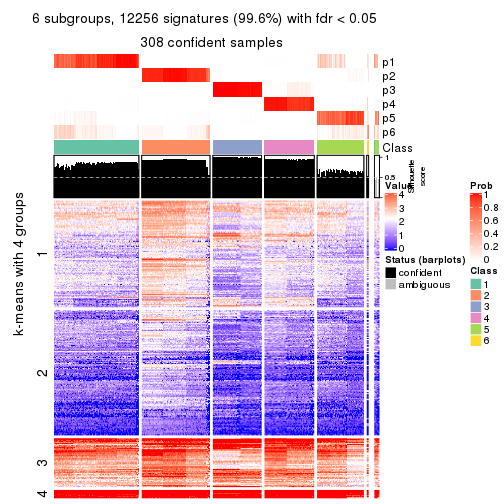 6 subgroups, 12256 signatures (99.6%) with fdr < 0.05
308 confident samples
p1
p2
p3
p4
p5
p6
Class
1
0.5
Silhouette
score
k-means with 4 groups
1
2
3
4
Value
4
3
2
1
0
Status (barplots)
confident
ambiguous
Prob
1
0.8
0.6
0.4
0.2
0
Class
1
2
3
4
5
6